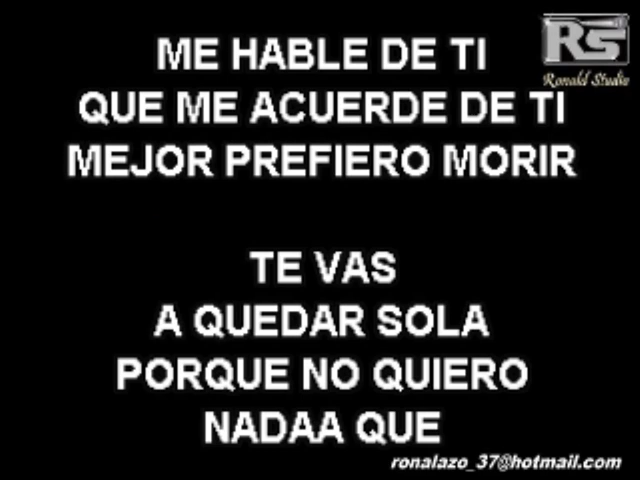 RS
Ronald Studio
ME HABLE DE TI
QUE ME ACUERDE DE TI
MEJOR PREFIERO MORIR
TE VAS
A QUEDAR SOLA
PORQUE NO QUIERO
NADAA QUE
ronalazo_37@hotmail.com